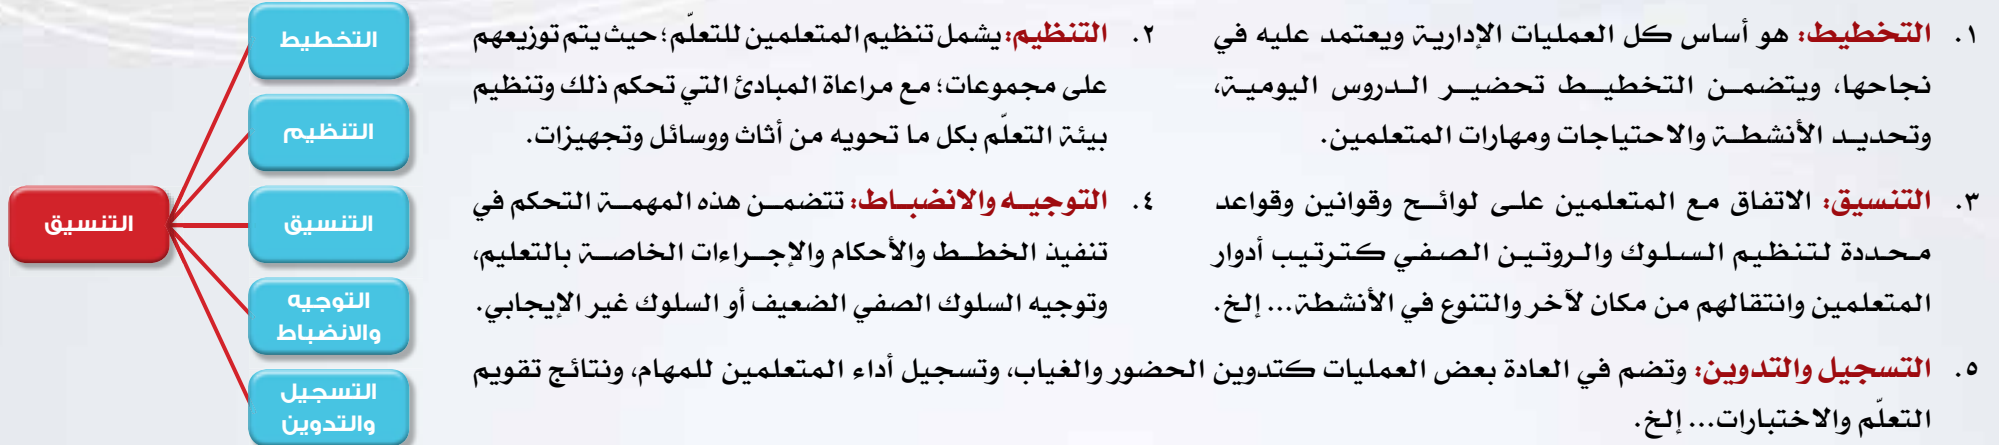 ١. التخطيط: هو أساس كل العمليات الإدارية ويعتمد عليه في
نجاحها، ويتضمن التخطيط تحضير الدروس اليومية،
وتحديد الأنشطة والاحتياجات ومهارات المتعلمين.
٢. التنظيم: يشمل تنظيم المتعلمين للتعلّم؛ حيث يتم توزيعهم
على مجموعات؛ مع مراعاة المبادئ التي تحكم ذلك وتنظيم
بيئة التعلّم بكل ما تحويه من أثاث ووسائل وتجهيزات.
٣. التنسيق: الاتفاق مع المتعلمين على لوائح وقوانين وقواعد
محددة لتنظيم السلوك والروتين الصفي كترتيب أدوار
المتعلمين وانتقالهم من مكان لآخر والتنوع في الأنشطة... إلخ.
٤. التوجيه والانضباط: تتضمن هذه المهمة التحكم في
تنفيذ الخطط والأحكام والإجراءات الخاصة بالتعليم،
وتوجيه السلوك الصفي الضعيف أو السلوك غير الإيجابي.
٥. التسجيل والتدوين: وتضم في العادة بعض العمليات كتدوين الحضور والغياب، وتسجيل أداء المتعلمين للمهام، ونتائج تقويم
التعلّم والاختبارات... إلخ.
التخطيط
التنظيم
التنسيق
التوجيه
والانضباط
التسجيل
والتدوين
التنسيق